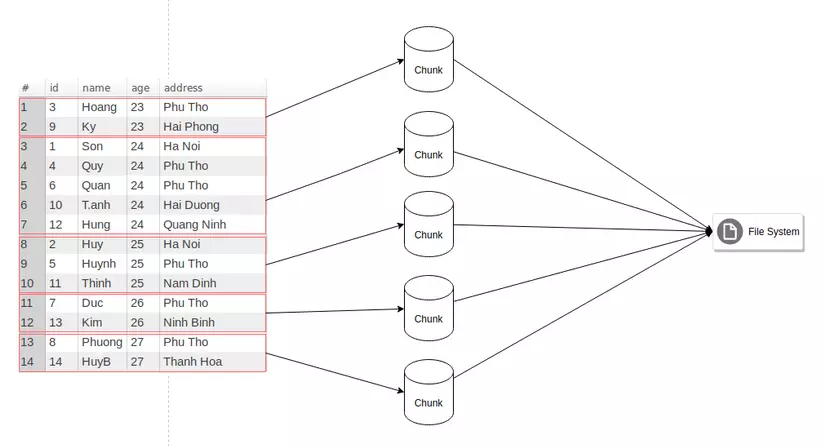 # id name age address
1 3 Hoang 23 Phu Tho
2 9 Ky 23 Hai Phong
3 1 Son 24 Ha Noi
4 4 Quy 24 Phu Tho
5 6 Quan 24 Phu Tho
6 10 T.anh 24 Hai Duong
7 12 Hung 24 Quang Ninh
8 2 Huy 25 Ha Noi
9 5 Huynh 25 Phu Tho
10 11 Thinh 25 Nam Dinh
11 7 Duc 26 Phu Tho
12 13 Kim 26 Ninh Binh
13 8 Phuong 27 Phu Tho
14 14 HuyB 27 Thanh Hoa
Chunk
Chunk
Chunk
Chunk
Chunk
File System